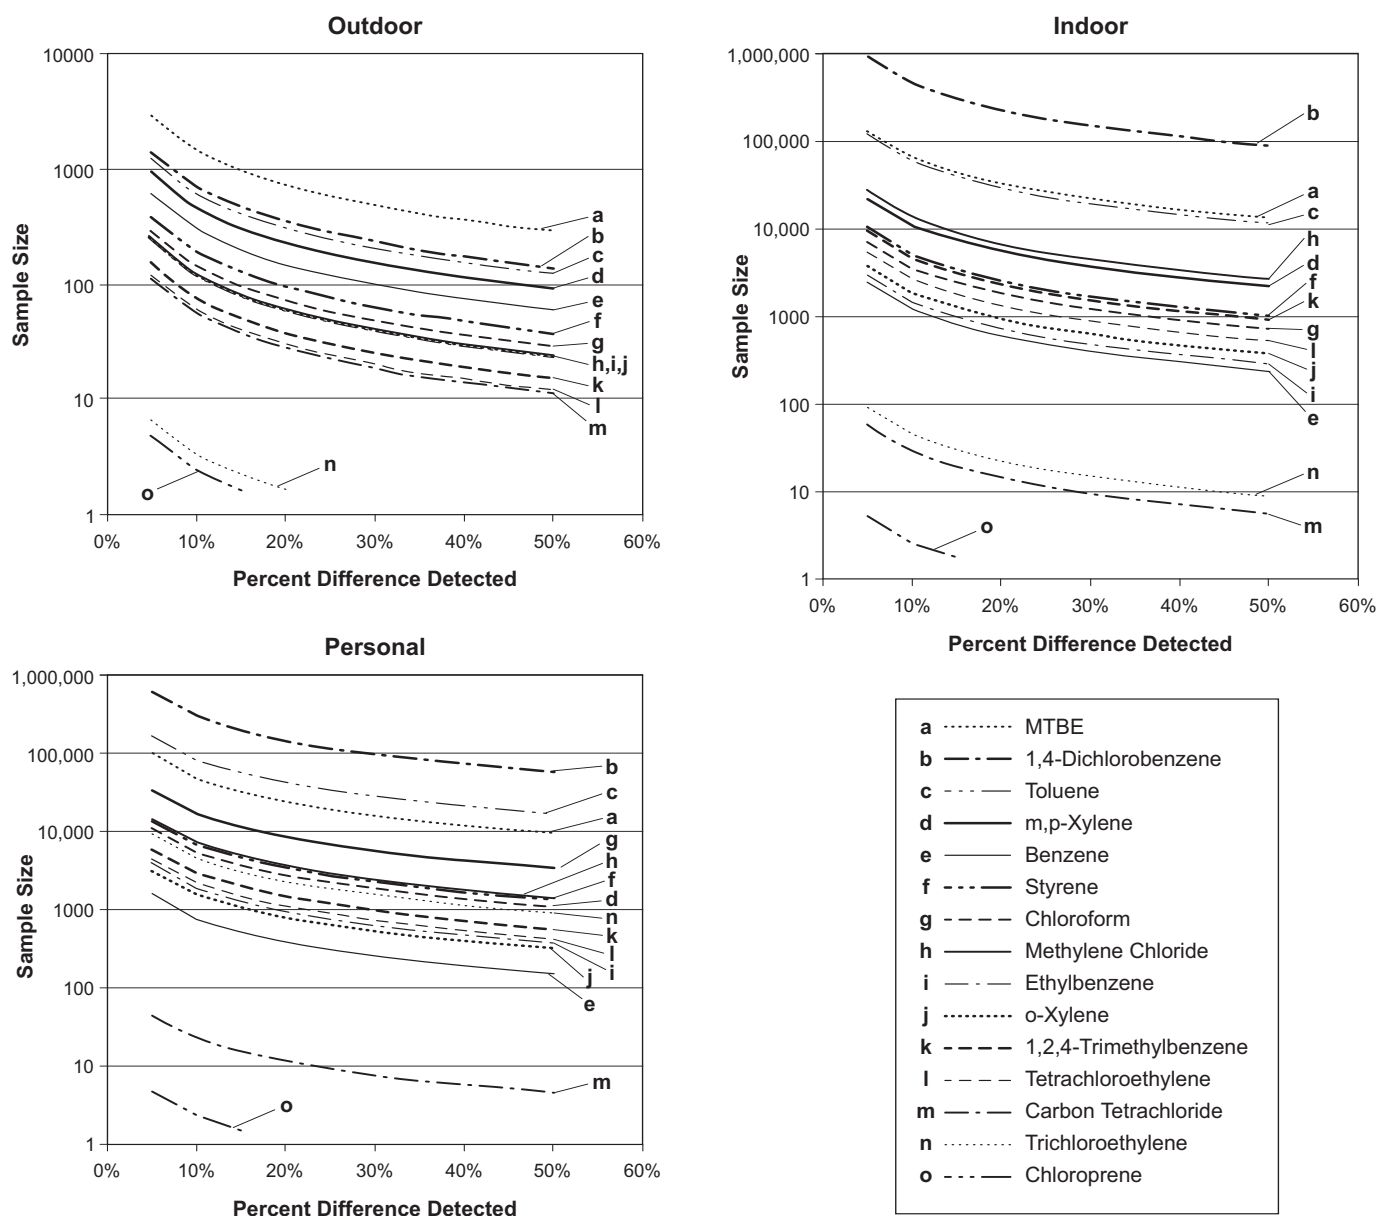 Outdoor
10000
1000
100
10
1
Sample Size
0% 10% 20% 30% 40% 50% 60%
Percent Difference Detected
a
b
c
d
e
f
g
h,i,j
k
l
m
n
o
Indoor
1,000,000
100,000
10,000
1000
100
10
1
Sample Size
0% 10% 20% 30% 40% 50% 60%
Percent Difference Detected
b
a
c
h
d
f
k
g
l
j
i
e
n
m
o
Personal
1,000,000
100,000
10,000
1000
100
10
1
Sample Size
0% 10% 20% 30% 40% 50% 60%
Percent Difference Detected
b
c
a
g
h
f
d
n
k
l
i
j
e
m
o
a MTBE
b 1,4-Dichlorobenzene
c Toluene
d m,p-Xylene
e Benzene
f Styrene
g Chloroform
h Methylene Chloride
i Ethylbenzene
j o-Xylene
k 1,2,4-Trimethylbenzene
l Tetrachloroethylene
m Carbon Tetrachloride
n Trichloroethylene
o Chloroprene